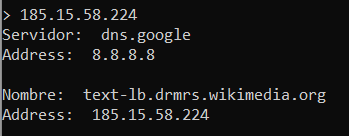 > 185.15.58.224
Servidor:  dns.google
Address:  8.8.8.8

Nombre:  text-lb.drmrs.wikimedia.org
Address:  185.15.58.224